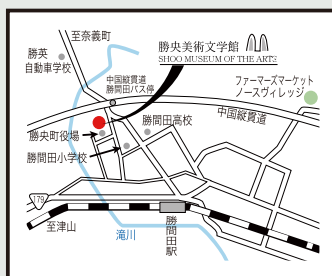 至奈義町
勝央美術文学館
SHOO MUSEUM OF THE ARTS
勝英
自動車学校
中国縦貫道
勝間田バス停
ファーマーズマーケット
ノースヴィレッジ
中国縦貫道
勝間田高校
勝央町役場
勝間田小学校
179
至津山
滝川
勝間田駅